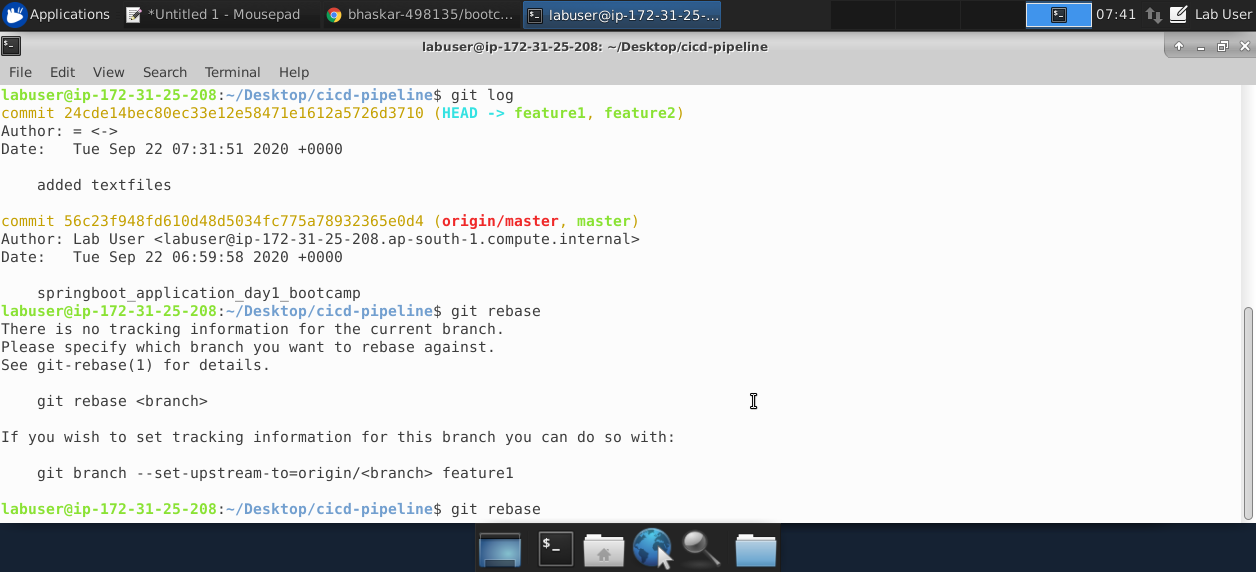 Applications
*Untitled 1 - Mousepad
bhaskar-498135/bootc...
labuser@ip-172-31-25-...
07:41
Lab User
labuser@ip-172-31-25-208: ~/Desktop/cicd-pipeline
File Edit View Search Terminal Help
labuser@ip-172-31-25-208:~/Desktop/cicd-pipeline$ git log
commit 24cde14bec80ec33e12e58471e1612a5726d3710 (HEAD -> feature1, feature2)
Author: = <->
Date:   Tue Sep 22 07:31:51 2020 +0000
    added textfiles
commit 56c23f948fd610d48d5034fc775a78932365e0d4 (origin/master, master)
Author: Lab User <labuser@ip-172-31-25-208.ap-south-1.compute.internal>
Date:   Tue Sep 22 06:59:58 2020 +0000
    springboot_application_day1_bootcamp
labuser@ip-172-31-25-208:~/Desktop/cicd-pipeline$ git rebase
There is no tracking information for the current branch.
Please specify which branch you want to rebase against.
See git-rebase(1) for details.
    git rebase <branch>
If you wish to set tracking information for this branch you can do so with:
    git branch --set-upstream-to=origin/<branch> feature1
labuser@ip-172-31-25-208:~/Desktop/cicd-pipeline$ git rebase